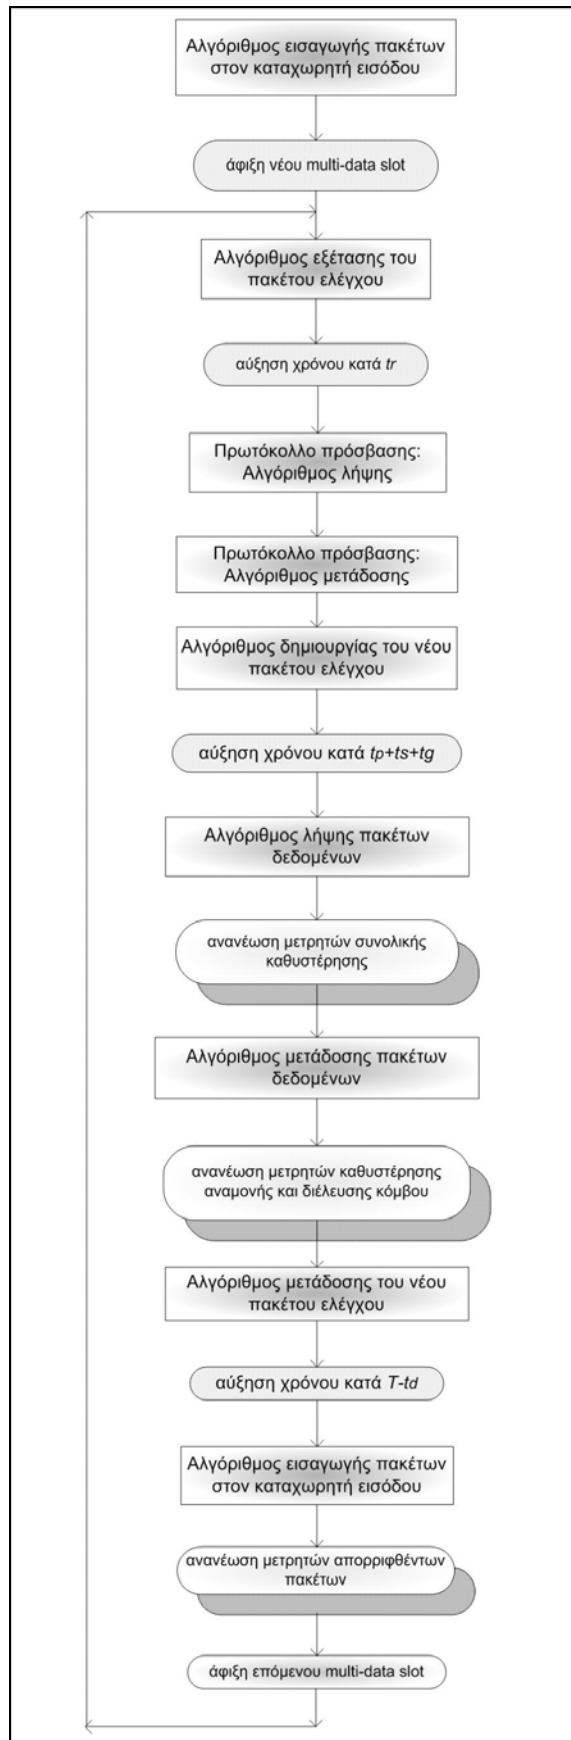 Αλγόριθμος εισαγωγής πακέτων
στον καταχωρητή εισόδου
άφιξη νέου multi-data slot
Αλγόριθμος εξέτασης του
πακέτου ελέγχου
αύξηση χρόνου κατά tr
Πρωτόκολλο πρόσβασης:
Αλγόριθμος λήψης
Πρωτόκολλο πρόσβασης:
Αλγόριθμος μετάδοσης
Αλγόριθμος δημιουργίας του νέου
πακέτου ελέγχου
αύξηση χρόνου κατά tp+ts+tg
Αλγόριθμος λήψης πακέτων
δεδομένων
ανανέωση μετρητών συνολικής
καθυστέρησης
Αλγόριθμος μετάδοσης πακέτων
δεδομένων
ανανέωση μετρητών καθυστέρησης
αναμονής και διέλευσης κόμβου
Αλγόριθμος μετάδοσης του νέου
πακέτου ελέγχου
αύξηση χρόνου κατά T-td
Αλγόριθμος εισαγωγής πακέτων
στον καταχωρητή εισόδου
ανανέωση μετρητών απορριφθέντων
πακέτων
άφιξη επόμενου multi-data slot